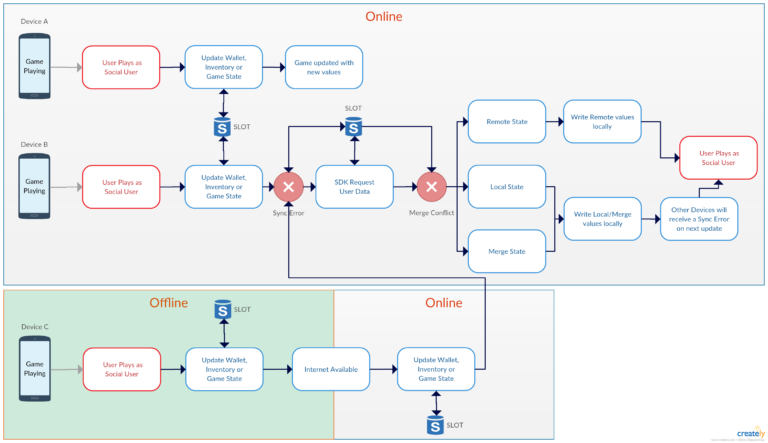 Online
Device A
Game
Playing
User Plays as
Social User
Update Wallet,
Inventory or
Game State
Game updated with
new values
S
SLOT
SLOT
S
Remote State
Write Remote values
locally
User Plays as
Social User
Device B
Game
Playing
User Plays as
Social User
Update Wallet,
Inventory or
Game State
Sync Error
SDK Request
User Data
Merge Conflict
Local State
Merge State
Write Local/Merge
values locally
Other Devices will
receive a Sync Error
on next update
Offline
Online
S
SLOT
Device C
Game
Playing
User Plays as
Social User
Update Wallet,
Inventory or
Game State
Internet Available
Update Wallet,
Inventory or
Game State
S
SLOT
creately